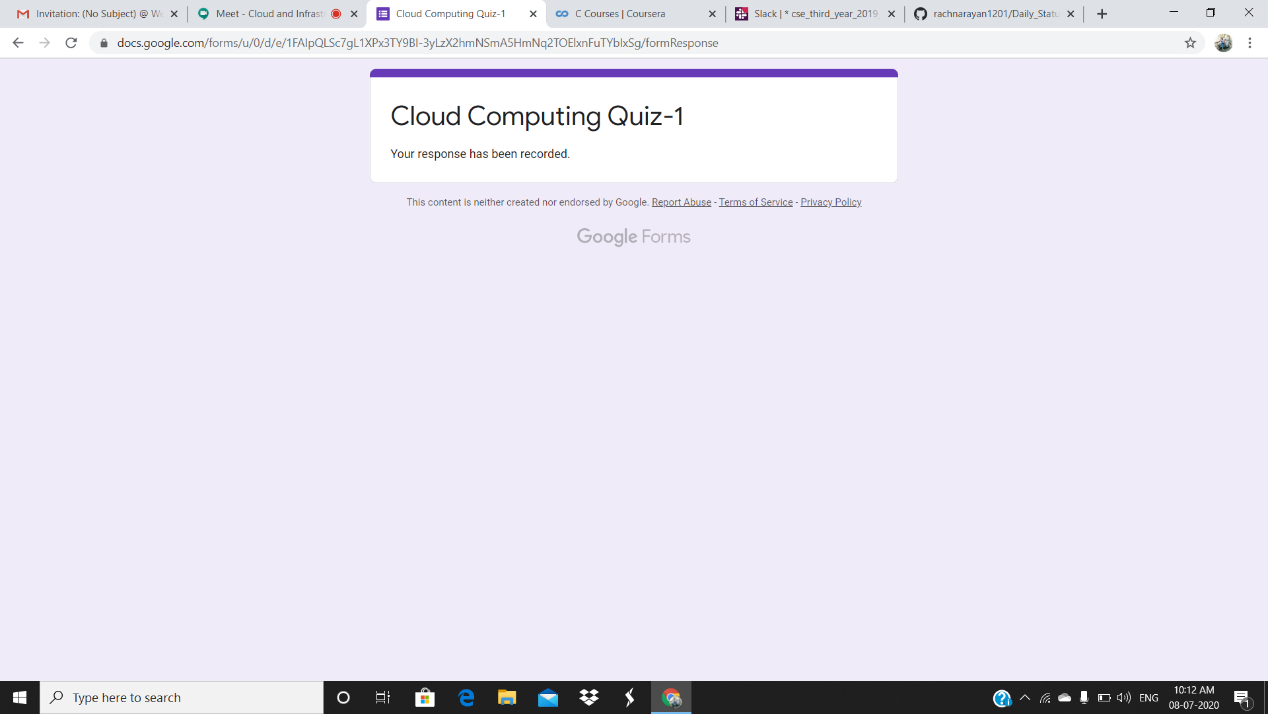 Invitation: (No Subject) @ We
Meet - Cloud and Infrast
Cloud Computing Quiz-1
C Courses | Coursera
Slack | * cse_third_year_2019
rachnarayan1201/Daily_Statu
docs.google.com/forms/u/0/d/e/1FAIpQLSc7gL1XPx3TY9Bl-3yLzX2hmNSmA5HmNq2TOElxnFuTYblxSg/formResponse
Cloud Computing Quiz-1
Your response has been recorded.
This content is neither created nor endorsed by Google. Report Abuse - Terms of Service - Privacy Policy
Google Forms
Type here to search
ENG
10:12 AM
08-07-2020
1